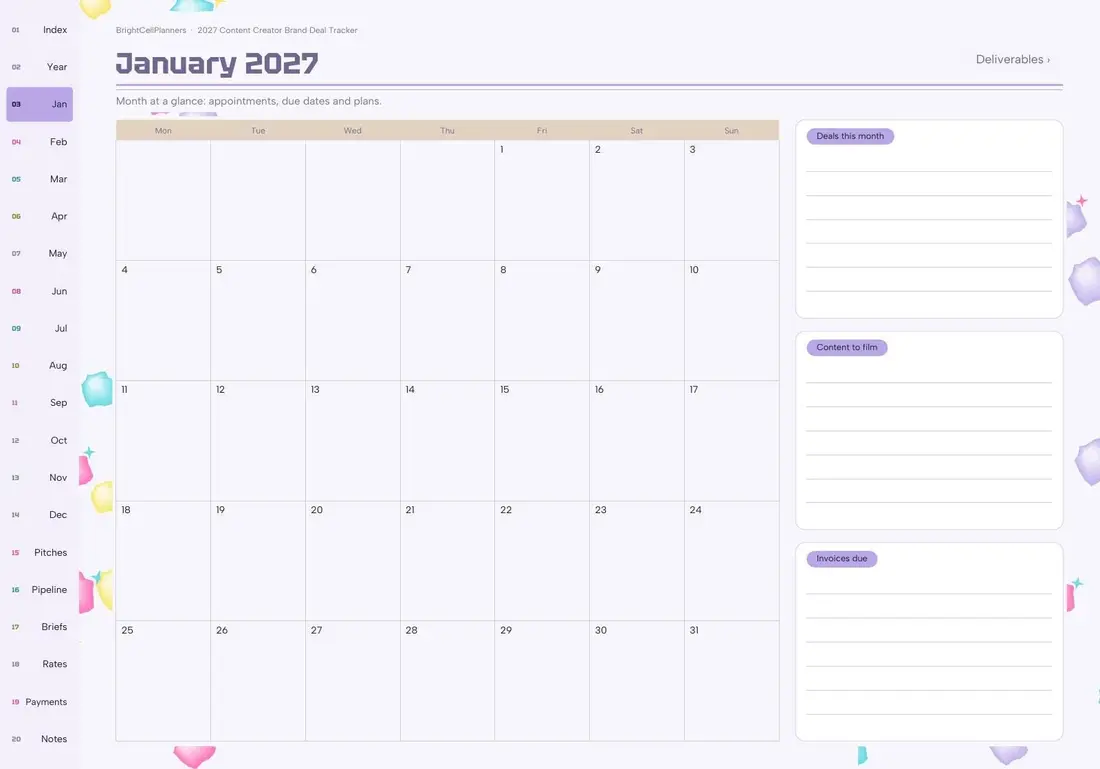 01 Index
02 Year
03 Jan
04 Feb
05 Mar
06 Apr
07 May
08 Jun
09 Jul
10 Aug
11 Sep
12 Oct
13 Nov
14 Dec
15 Pitches
16 Pipeline
17 Briefs
18 Rates
19 Payments
20 Notes
BrightCellPlanners · 2027 Content Creator Brand Deal Tracker
January 2027
Deliverables ›
Month at a glance: appointments, due dates and plans.
Mon Tue Wed Thu Fri Sat Sun
1 2 3
4 5 6 7 8 9 10
11 12 13 14 15 16 17
18 19 20 21 22 23 24
25 26 27 28 29 30 31
Deals this month
Content to film
Invoices due